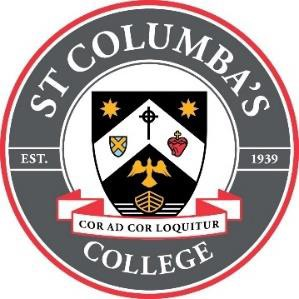 ST COLUMBA'S
EST. 1939
COR AD COR LOQUITUR
COLLEGE